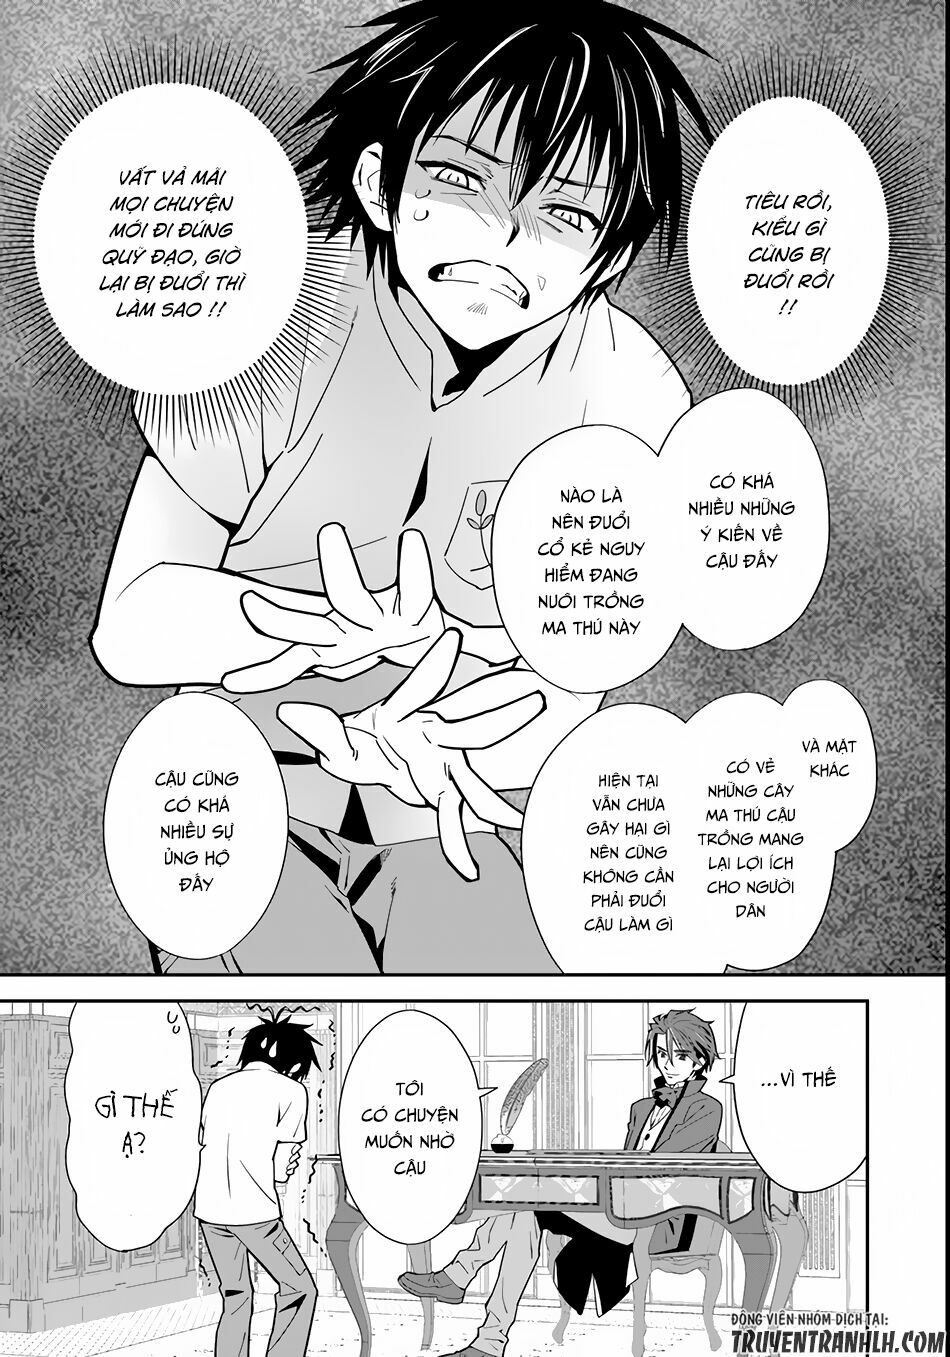 TIÊU RỒI,
KIỂU GÌ
CŨNG BỊ
ĐUỔI RỒI
!!
VẤT VẢ MÃI
MỌI CHUYỆN
MỚI ĐI ĐÚNG
QUỸ ĐẠO, GIỜ
LẠI BỊ ĐUỔI THÌ
LÀM SAO !!
CÓ KHÁ
NHIỀU NHỮNG
Ý KIẾN VỀ
CẬU ĐẤY
NÀO LÀ
NÊN ĐUỔI
CỔ KẺ NGUY
HIỂM ĐANG
NUÔI TRỒNG
MA THÚ NÀY
VÀ MẶT
KHÁC
CÓ VẺ
NHỮNG CÂY
MA THÚ CẬU
TRỒNG MANG
LẠI LỢI ÍCH
CHO NGƯỜI
DÂN
HIỆN TẠI
VẪN CHƯA
GÂY HẠI GÌ
NÊN CŨNG
KHÔNG CẦN
PHẢI ĐUỔI
CẬU LÀM GÌ
CẬU CŨNG
CÓ KHÁ
NHIỀU SỰ
ỦNG HỘ
ĐẤY
...VÌ THẾ
TÔI
CÓ CHUYỆN
MUỐN NHỜ
CẬU
GÌ THẾ
Ạ?
ĐỘNG VIÊN NHÓM DỊCH TẠI:
TRUYENTRANHLH.COM